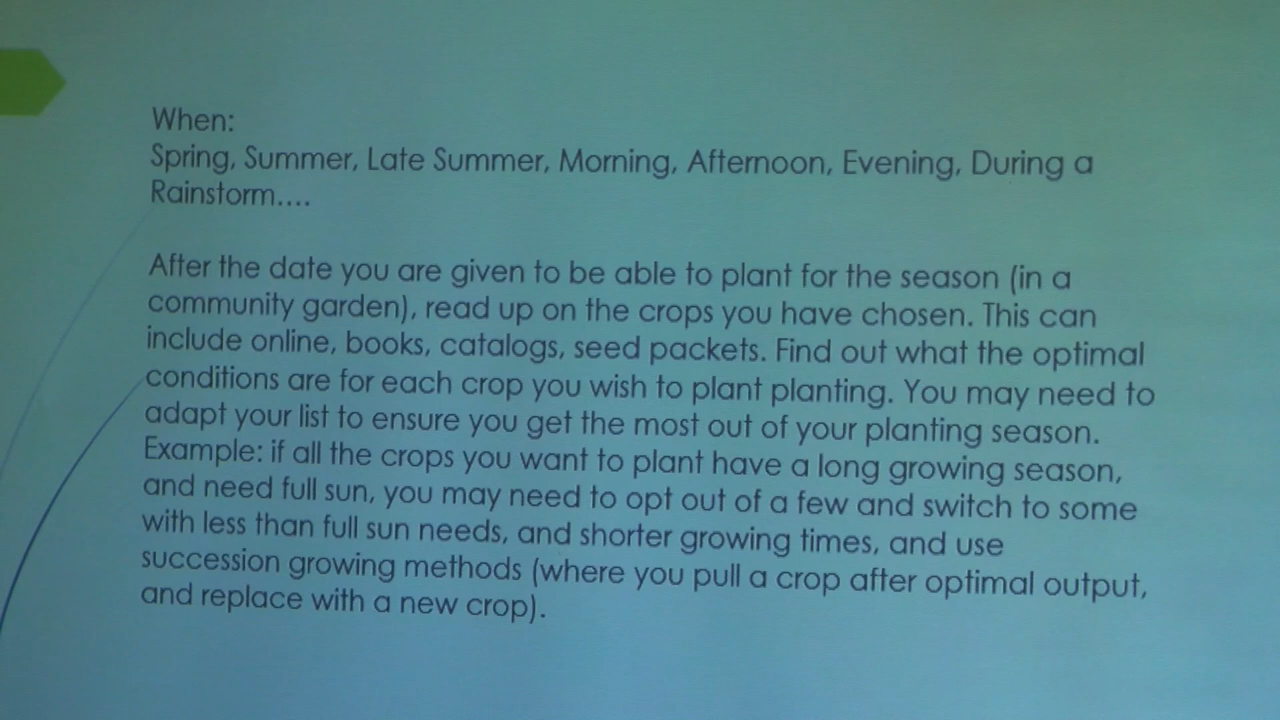 When:
Spring, Summer, Late Summer, Morning, Afternoon, Evening, During a
Rainstorm....
After the date you are given to be able to plant for the season (in a
community garden), read up on the crops you have chosen. This can
include online, books, catalogs, seed packets. Find out what the optimal
conditions are for each crop you wish to plant planting. You may need to
adapt your list to ensure you get the most out of your planting season.
Example: if all the crops you want to plant have a long growing season,
and need full sun, you may need to opt out of a few and switch to some
with less than full sun needs, and shorter growing times, and use
succession growing methods (where you pull a crop after optimal output,
and replace with a new crop).